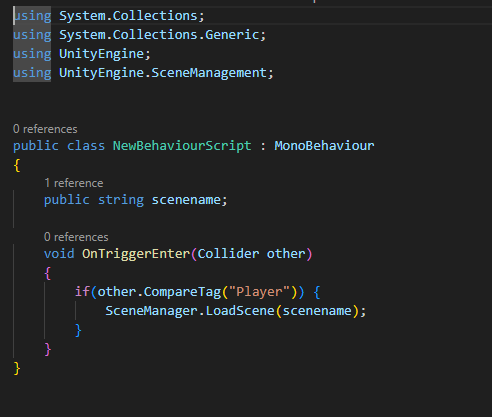 using System.Collections;
using System.Collections.Generic;
using UnityEngine;
using UnityEngine.SceneManagement;
0 references
public class NewBehaviourScript : MonoBehaviour
{
1 reference
public string scenename;
0 references
void OnTriggerEnter(Collider other)
{
if(other.CompareTag("Player")) {
SceneManager.LoadScene(scenename);
}
}
}